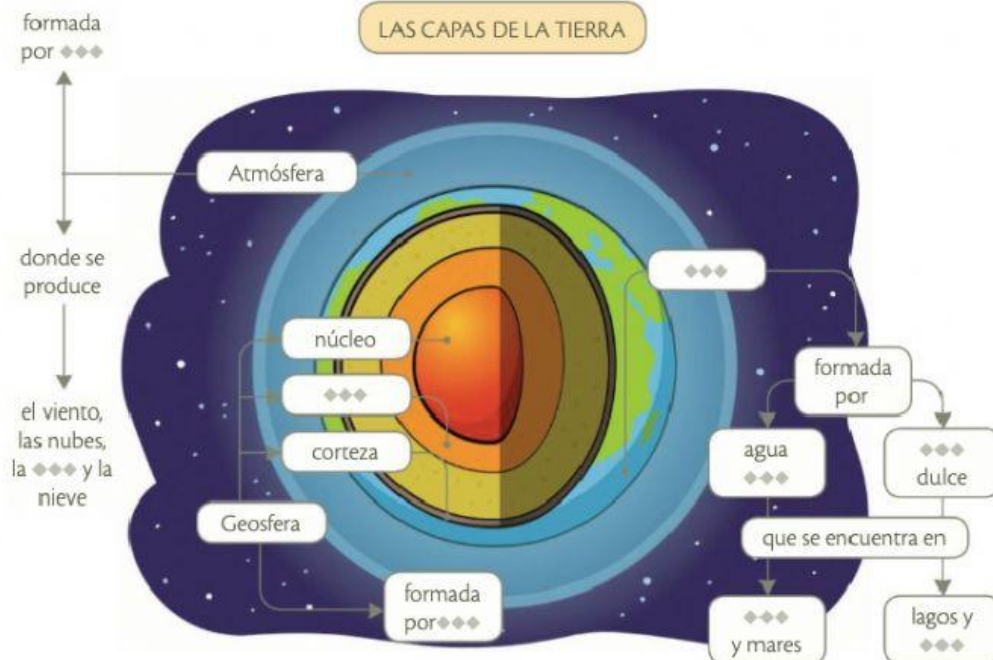 LAS CAPAS DE LA TIERRA
formada
por ◆◆◆
Atmósfera
donde se
produce
el viento,
las nubes,
la ◆◆◆ y la
nieve
núcleo
◆◆◆
corteza
Geosfera
formada
por◆◆◆
◆◆◆
formada
por
agua
◆◆◆
◆◆◆
dulce
que se encuentra en
◆◆◆
y mares
lagos y
◆◆◆